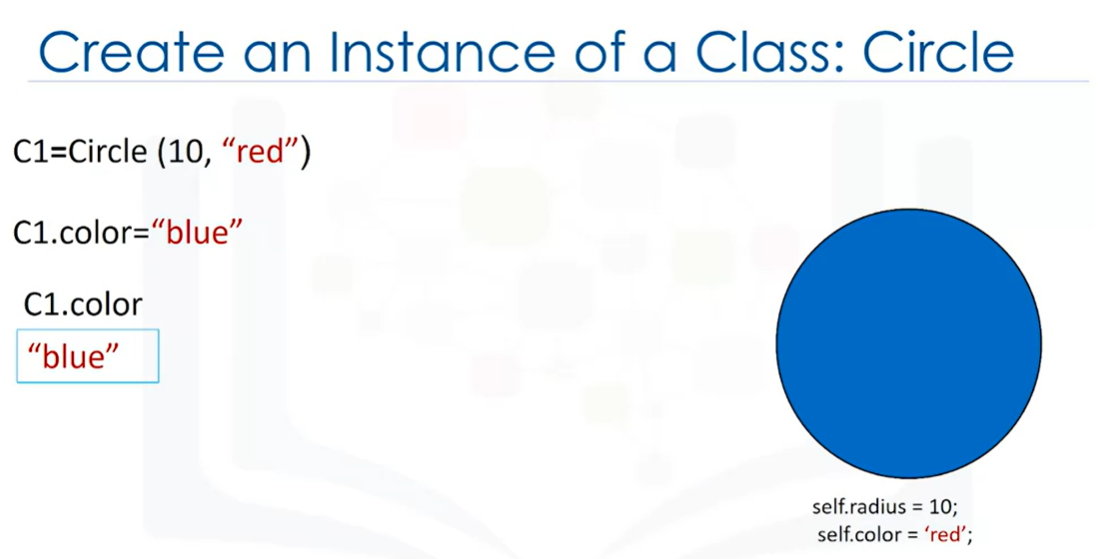 Create an Instance of a Class: Circle
C1=Circle (10, “red”)
C1.color=“blue”
C1.color
“blue”
self.radius = 10;
self.color = ‘red’;